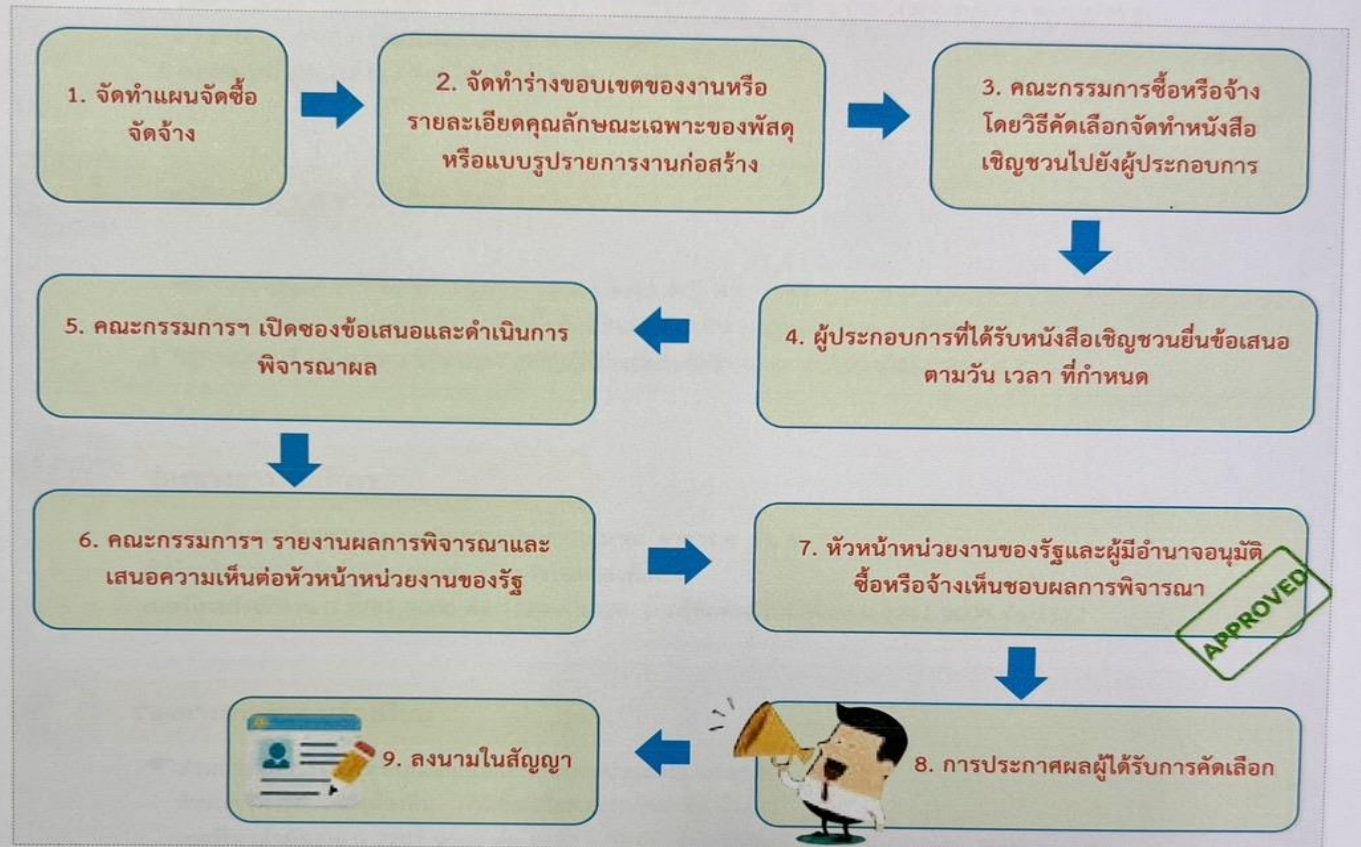 1. จัดทำแผนจัดซื้อ
จัดจ้าง
2. จัดทำร่างขอบเขตของงานหรือ
รายละเอียดคุณลักษณะเฉพาะของพัสดุ
หรือแบบรูปรายการงานก่อสร้าง
3. คณะกรรมการซื้อหรือจ้าง
โดยวิธีคัดเลือกจัดทำหนังสือ
เชิญชวนไปยังผู้ประกอบการ
4. ผู้ประกอบการที่ได้รับหนังสือเชิญชวนยื่นข้อเสนอ
ตามวัน เวลา ที่กำหนด
5. คณะกรรมการฯ เปิดซองข้อเสนอและดำเนินการ
พิจารณาผล
6. คณะกรรมการฯ รายงานผลการพิจารณาและ
เสนอความเห็นต่อหัวหน้าหน่วยงานของรัฐ
7. หัวหน้าหน่วยงานของรัฐและผู้มีอำนาจอนุมัติ
ซื้อหรือจ้างเห็นชอบผลการพิจารณา
APPROVED
8. การประกาศผลผู้ได้รับการคัดเลือก
9. ลงนามในสัญญา